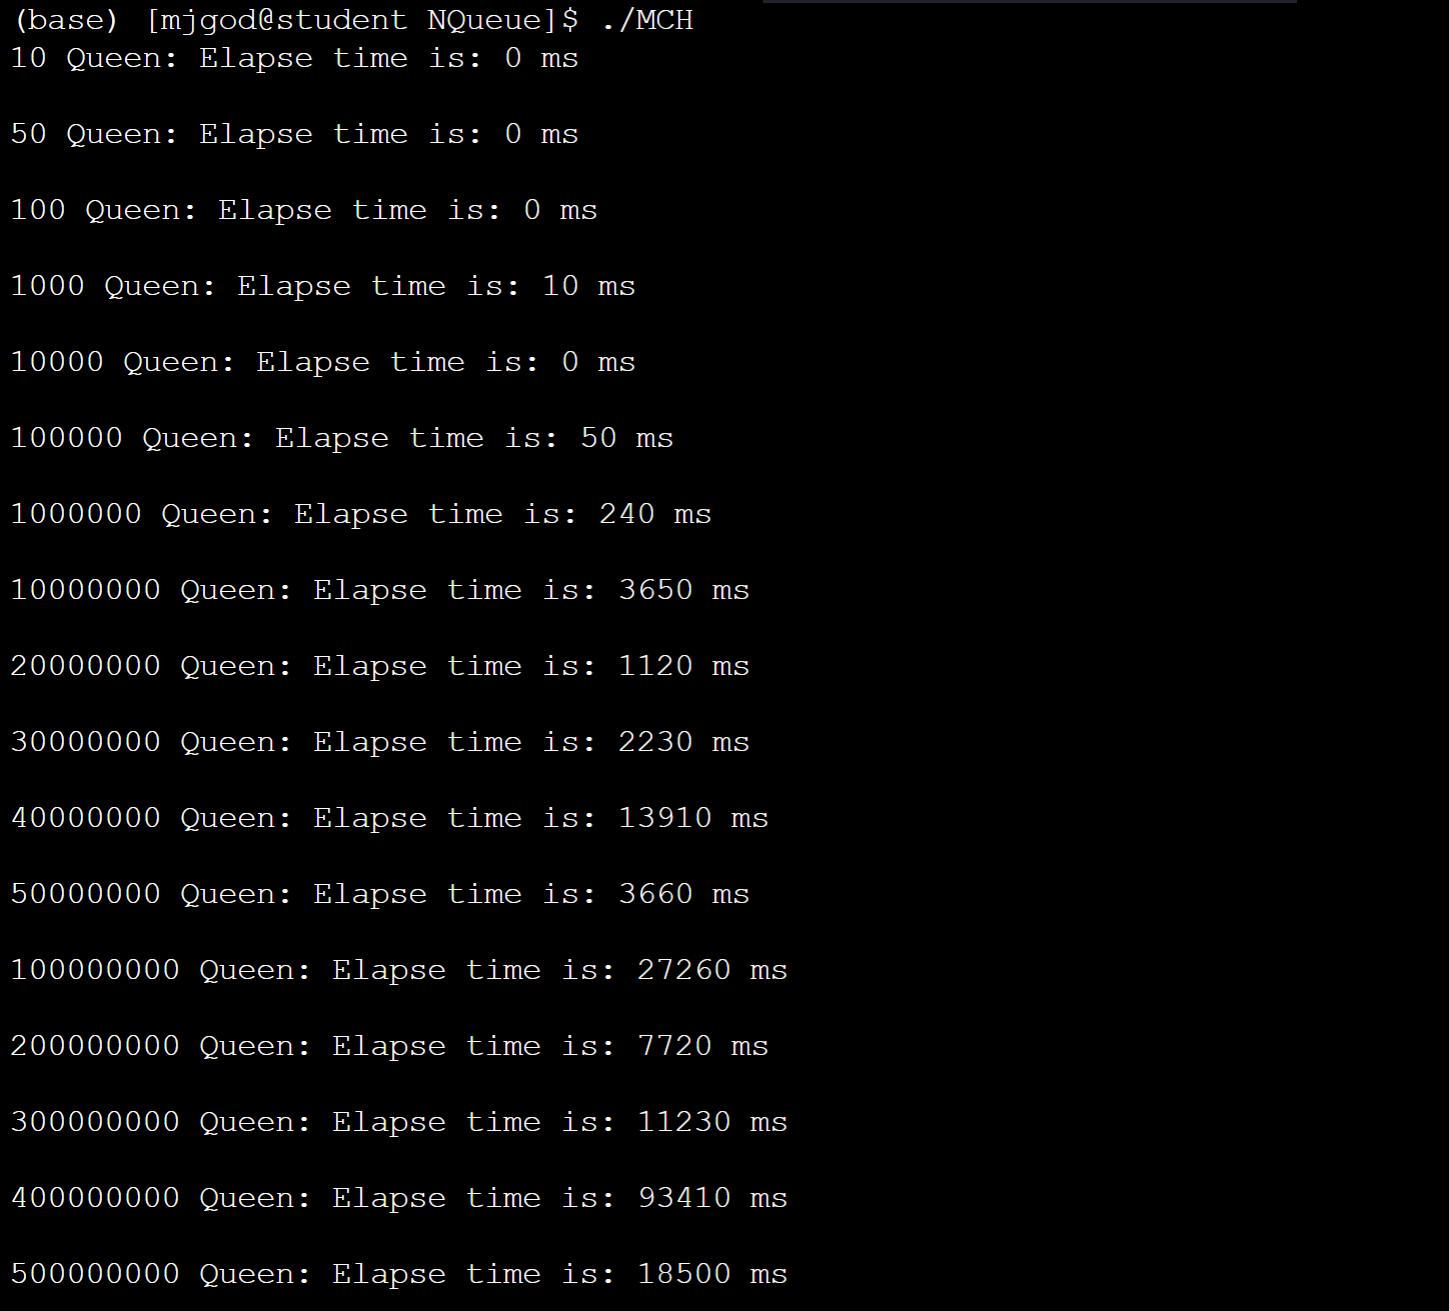 (base) [mjgod@student NQueue]$ ./MCH
10 Queen: Elapse time is: 0 ms
50 Queen: Elapse time is: 0 ms
100 Queen: Elapse time is: 0 ms
1000 Queen: Elapse time is: 10 ms
10000 Queen: Elapse time is: 0 ms
100000 Queen: Elapse time is: 50 ms
1000000 Queen: Elapse time is: 240 ms
10000000 Queen: Elapse time is: 3650 ms
20000000 Queen: Elapse time is: 1120 ms
30000000 Queen: Elapse time is: 2230 ms
40000000 Queen: Elapse time is: 13910 ms
50000000 Queen: Elapse time is: 3660 ms
100000000 Queen: Elapse time is: 27260 ms
200000000 Queen: Elapse time is: 7720 ms
300000000 Queen: Elapse time is: 11230 ms
400000000 Queen: Elapse time is: 93410 ms
500000000 Queen: Elapse time is: 18500 ms